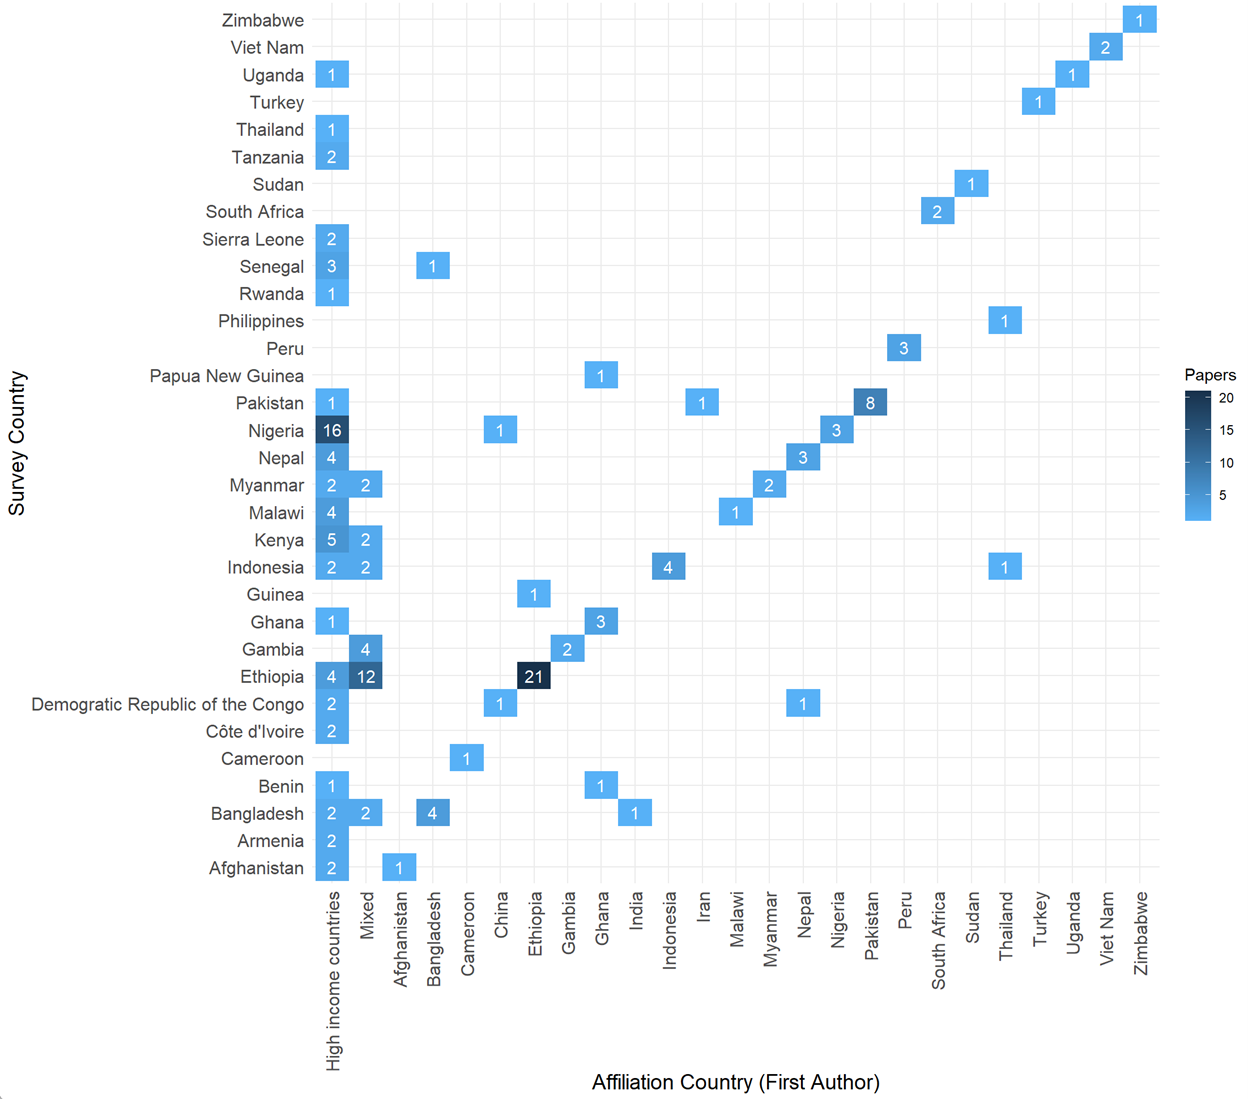 Zimbabwe 1
Viet Nam 2
Uganda 1 1
Turkey 1
Thailand 1
Tanzania 2
Sudan 1
South Africa 2
Sierra Leone 2
Senegal 3 1
Rwanda 1
Philippines 1
Peru 3
Papua New Guinea 1
Pakistan 1 1 8
Nigeria 16 1 3
Nepal 4 3
Myanmar 2 2 2
Malawi 4 1
Kenya 5 2
Indonesia 2 2 4 1
Guinea 1
Ghana 1 3
Gambia 4 2
Ethiopia 4 12 21
Demogratic Republic of the Congo 2 1 1
Côte d'Ivoire 2
Cameroon 1
Benin 1 1
Bangladesh 2 2 4 1
Armenia 2
Afghanistan 2 1
Survey Country
High income countries
Mixed
Afghanistan
Bangladesh
Cameroon
China
Ethiopia
Gambia
Ghana
India
Indonesia
Iran
Malawi
Myanmar
Nepal
Nigeria
Pakistan
Peru
South Africa
Sudan
Thailand
Turkey
Uganda
Viet Nam
Zimbabwe
Affiliation Country (First Author)
Papers
20
15
10
5